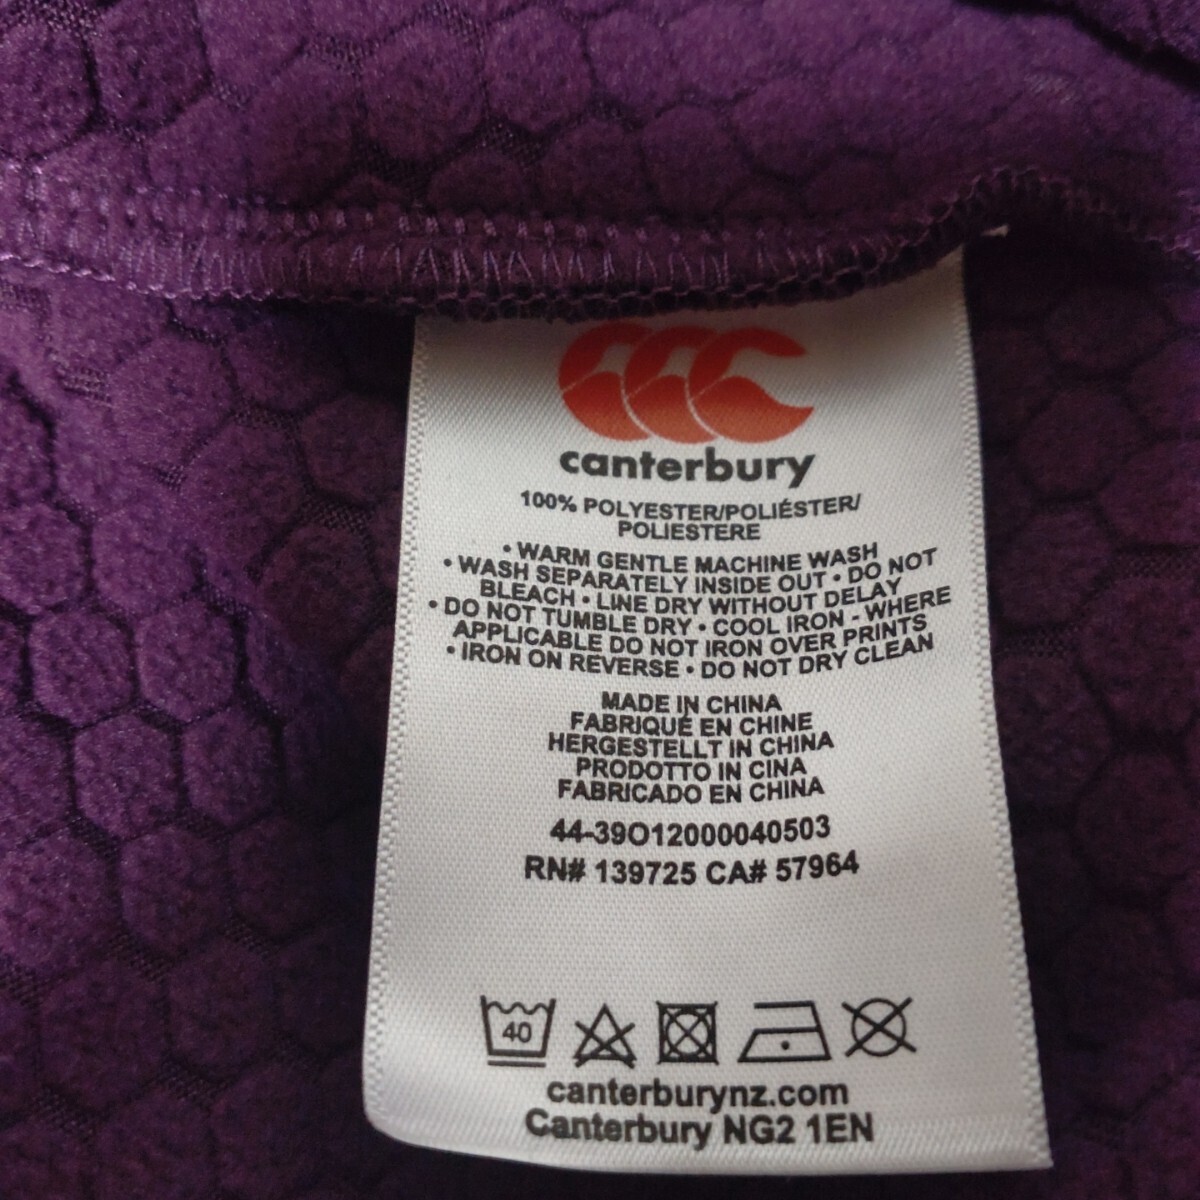 canterbury
100% POLYESTER/POLIÉSTER/
POLIESTERE
• WARM GENTLE MACHINE WASH
• WASH SEPARATELY INSIDE OUT • DO NOT
BLEACH • LINE DRY WITHOUT DELAY
• DO NOT TUMBLE DRY • COOL IRON - WHERE
APPLICABLE DO NOT IRON OVER PRINTS
• IRON ON REVERSE • DO NOT DRY CLEAN
MADE IN CHINA
FABRIQUÉ EN CHINE
HERGESTELLT IN CHINA
PRODOTTO IN CINA
FABRICADO EN CHINA
44-39O12000040503
RN# 139725 CA# 57964
40
canterburynz.com
Canterbury NG2 1EN